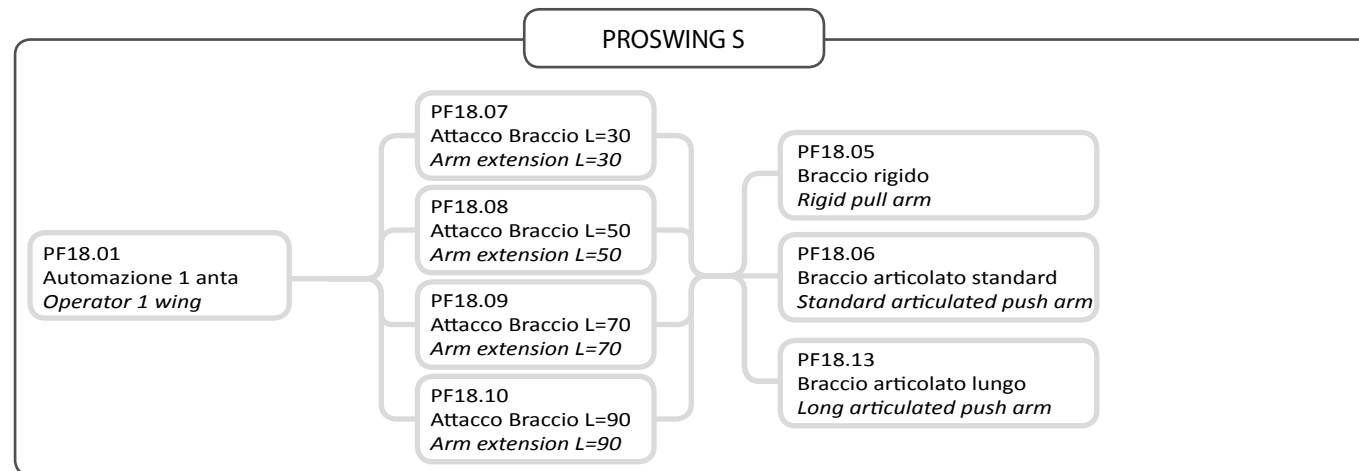 PROSWING S
PF18.01
Automazione 1 anta
Operator 1 wing
PF18.07
Attacco Braccio L=30
Arm extension L=30
PF18.08
Attacco Braccio L=50
Arm extension L=50
PF18.09
Attacco Braccio L=70
Arm extension L=70
PF18.10
Attacco Braccio L=90
Arm extension L=90
PF18.05
Braccio rigido
Rigid pull arm
PF18.06
Braccio articolato standard
Standard articulated push arm
PF18.13
Braccio articolato lungo
Long articulated push arm